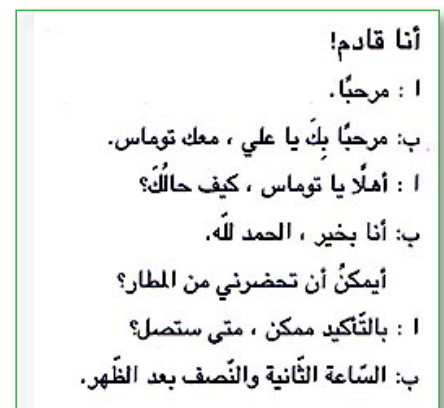 أنا قادم!
ا : مرحبًا.
ب: مرحبًا بِكَ يا علي ، معك توماس.
ا : أهلًا يا توماس ، كيف حالُكَ؟
ب: أنا بخير ، الحمد للّه.
أيمكنُ أن تحضرني من المطار؟
ا : بالتّأكيد ممكن ، متى ستصل؟
ب: السّاعة الثّانية والنّصف بعد الظّهر.